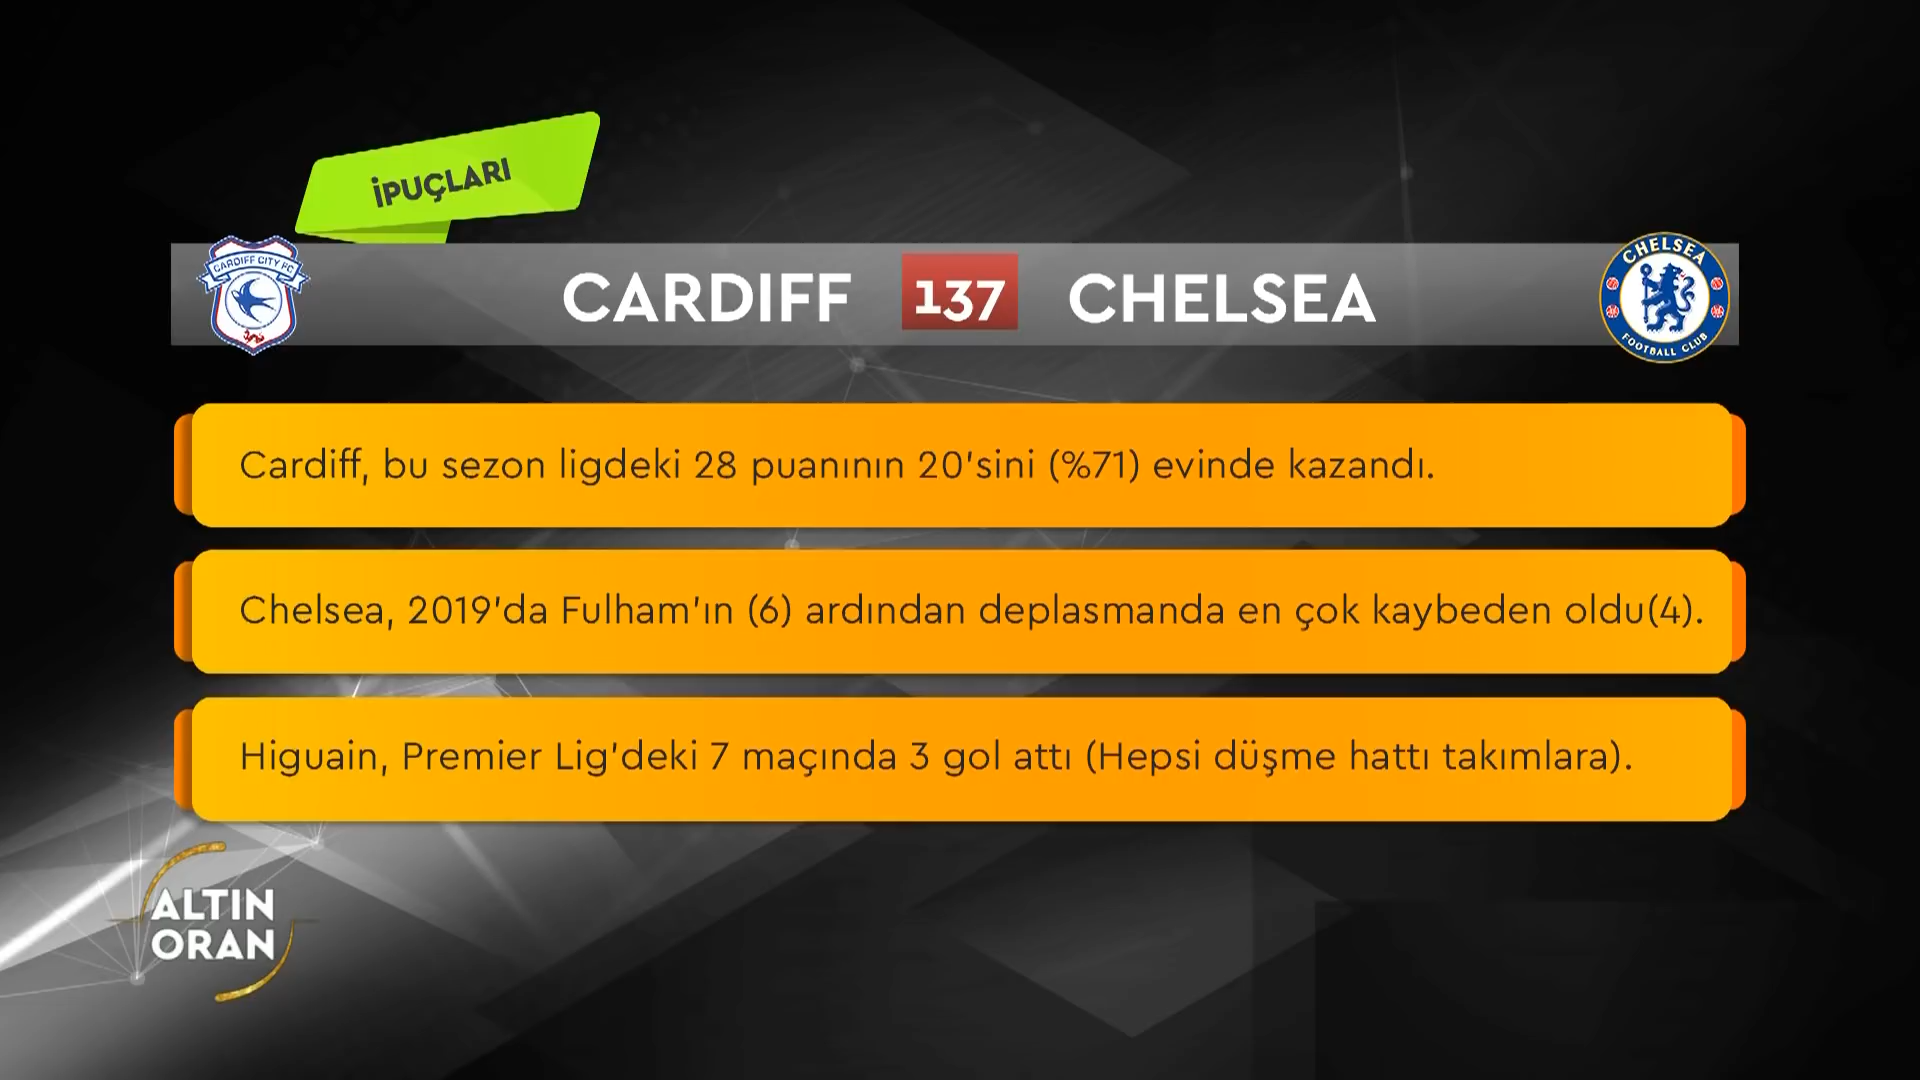 İPUÇLARI
CARDIFF CITY FC
CARDIFF 137 CHELSEA
CHELSEA
FOOTBALL CLUB
Cardiff, bu sezon ligdeki 28 puanının 20'sini (%71) evinde kazandı.
Chelsea, 2019'da Fulham'ın (6) ardından deplasmanda en çok kaybeden oldu(4).
Higuain, Premier Lig'deki 7 maçında 3 gol attı (Hepsi düşme hattı takımlara).
ALTIN
ORAN